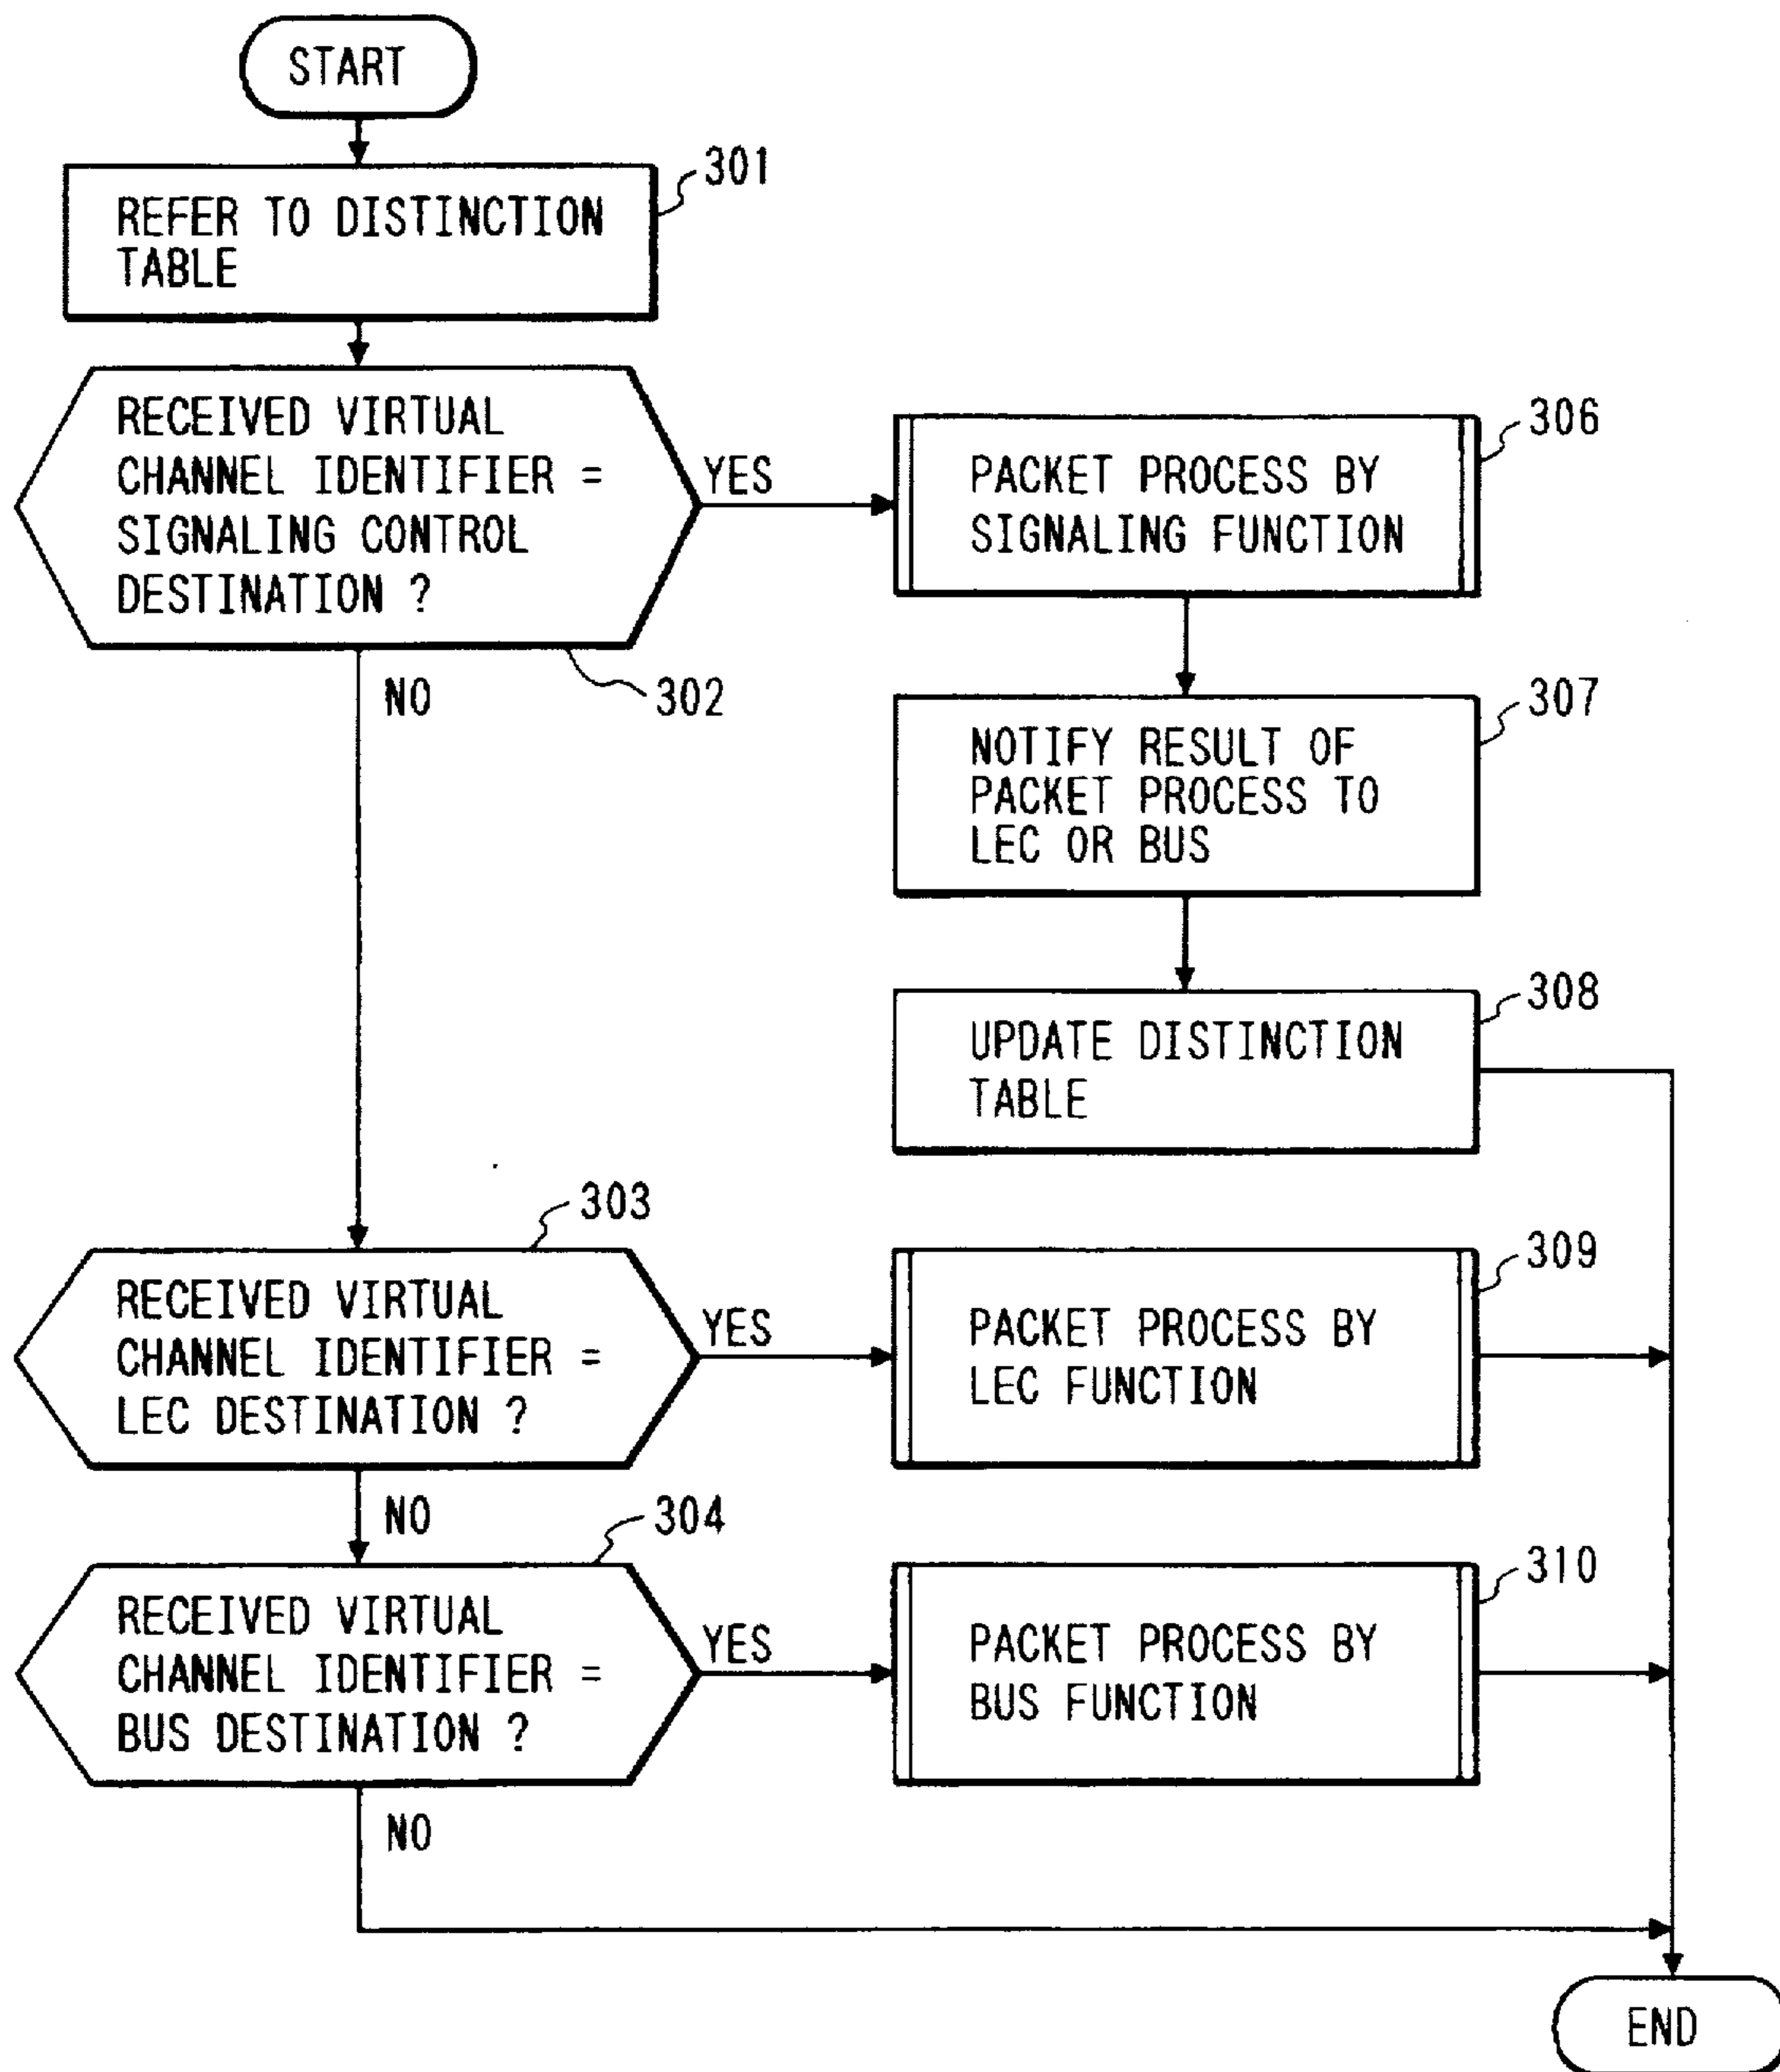 START
301
REFER TO DISTINCTION
TABLE
RECEIVED VIRTUAL
CHANNEL IDENTIFIER =
SIGNALING CONTROL
DESTINATION ?
302
YES
NO
306
PACKET PROCESS BY
SIGNALING FUNCTION
307
NOTIFY RESULT OF
PACKET PROCESS TO
LEC OR BUS
308
UPDATE DISTINCTION
TABLE
303
RECEIVED VIRTUAL
CHANNEL IDENTIFIER =
LEC DESTINATION ?
YES
NO
309
PACKET PROCESS BY
LEC FUNCTION
304
RECEIVED VIRTUAL
CHANNEL IDENTIFIER =
BUS DESTINATION ?
YES
NO
310
PACKET PROCESS BY
BUS FUNCTION
END